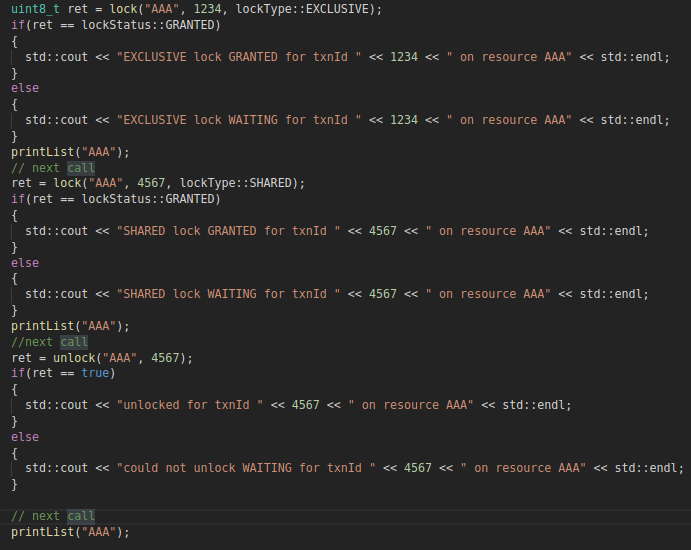 uint8_t ret = lock("AAA", 1234, lockType::EXCLUSIVE);
if(ret == lockStatus::GRANTED)
{
  std::cout << "EXCLUSIVE lock GRANTED for txnId " << 1234 << " on resource AAA" << std::endl;
}
else
{
  std::cout << "EXCLUSIVE lock WAITING for txnId " << 1234 << " on resource AAA" << std::endl;
}
printList("AAA");
// next call
ret = lock("AAA", 4567, lockType::SHARED);
if(ret == lockStatus::GRANTED)
{
  std::cout << "SHARED lock GRANTED for txnId " << 4567 << " on resource AAA" << std::endl;
}
else
{
  std::cout << "SHARED lock WAITING for txnId " << 4567 << " on resource AAA" << std::endl;
}
printList("AAA");
//next call
ret = unlock("AAA", 4567);
if(ret == true)
{
  std::cout << "unlocked for txnId " << 4567 << " on resource AAA" << std::endl;
}
else
{
  std::cout << "could not unlock WAITING for txnId " << 4567 << " on resource AAA" << std::endl;
}

// next call
printList("AAA");